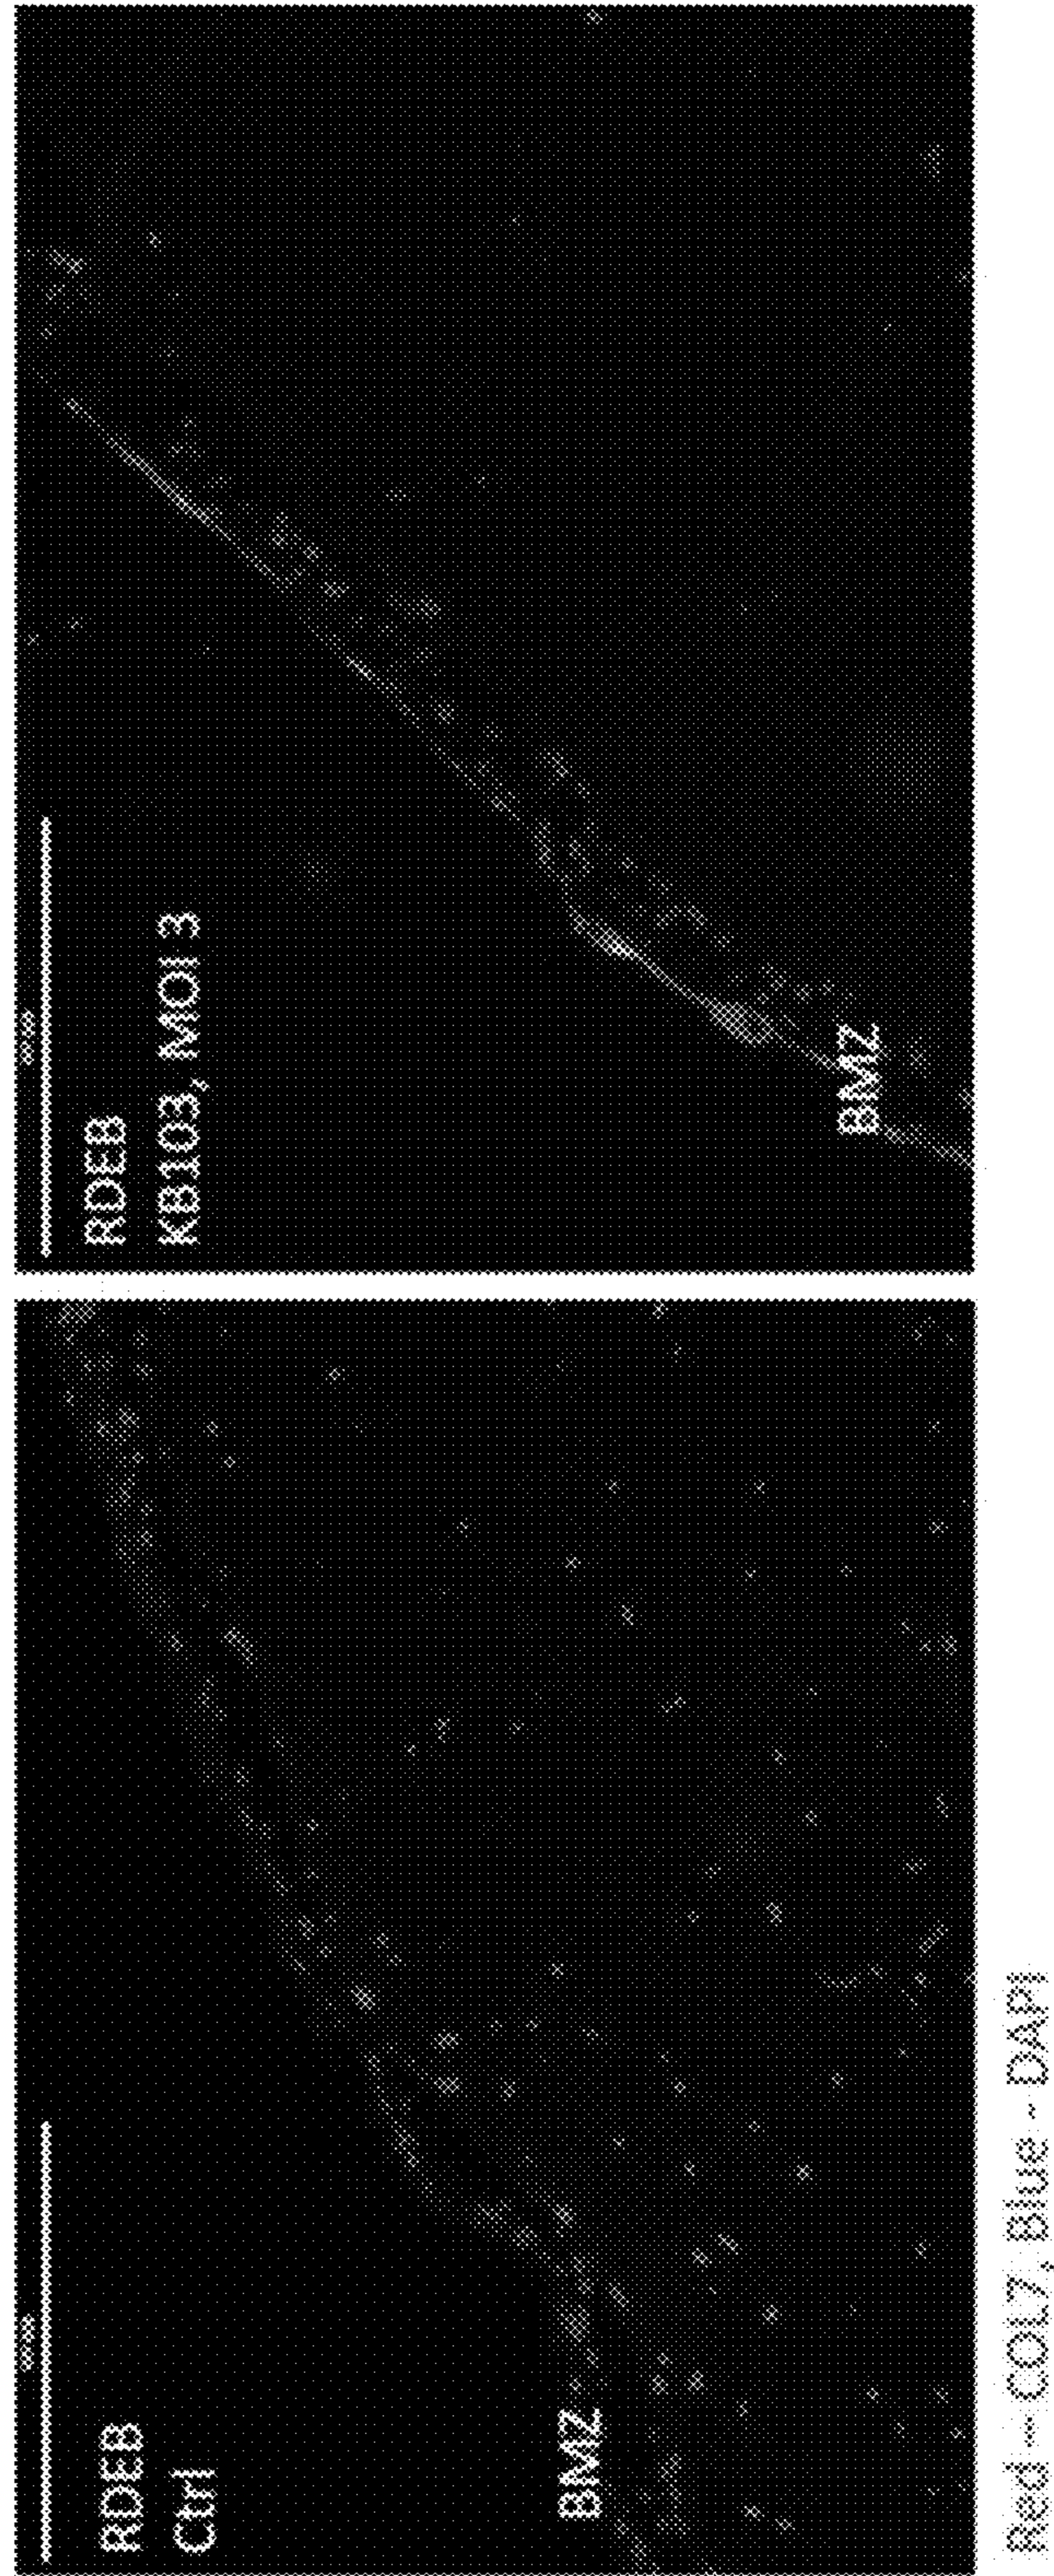 RDEB
Ctrl
BMZ
RDEB
KB103, MOI 3
BMZ
Red – COL7, Blue - DAPI